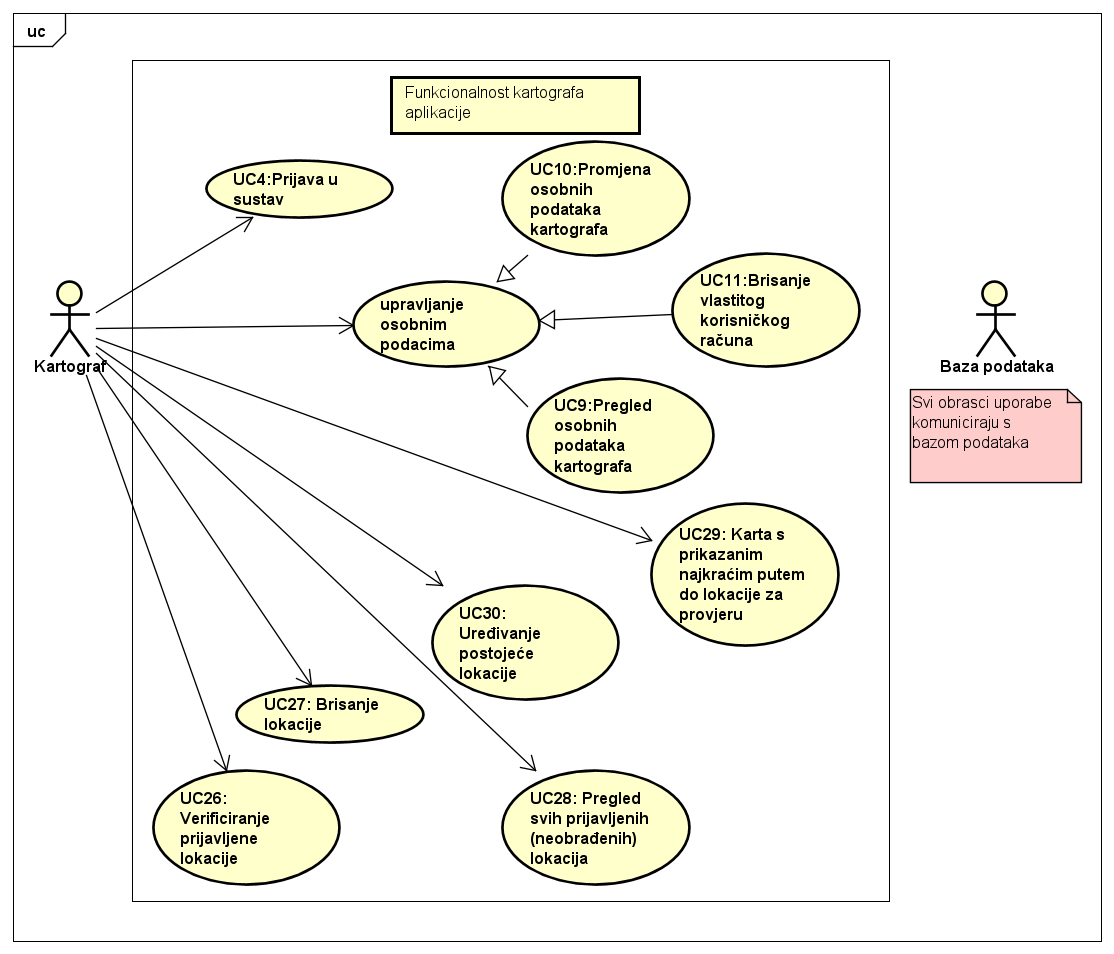 uc
Funkcionalnost kartografa
aplikacije
UC4:Prijava u
sustav
UC10:Promjena
osobnih
podataka
kartografa
upravljanje
osobnim
podacima
UC11:Brisanje
vlastitog
korisničkog
računa
Kartograf
Baza podataka
Svi obrasci uporabe
komuniciraju s
bazom podataka
UC9:Pregled
osobnih
podataka
kartografa
UC29: Karta s
prikazanim
najkraćim putem
do lokacije za
provjeru
UC30:
Uređivanje
postojeće
lokacije
UC27: Brisanje
lokacije
UC26:
Verificiranje
prijavljene
lokacije
UC28: Pregled
svih prijavljenih
(neobrađenih)
lokacija